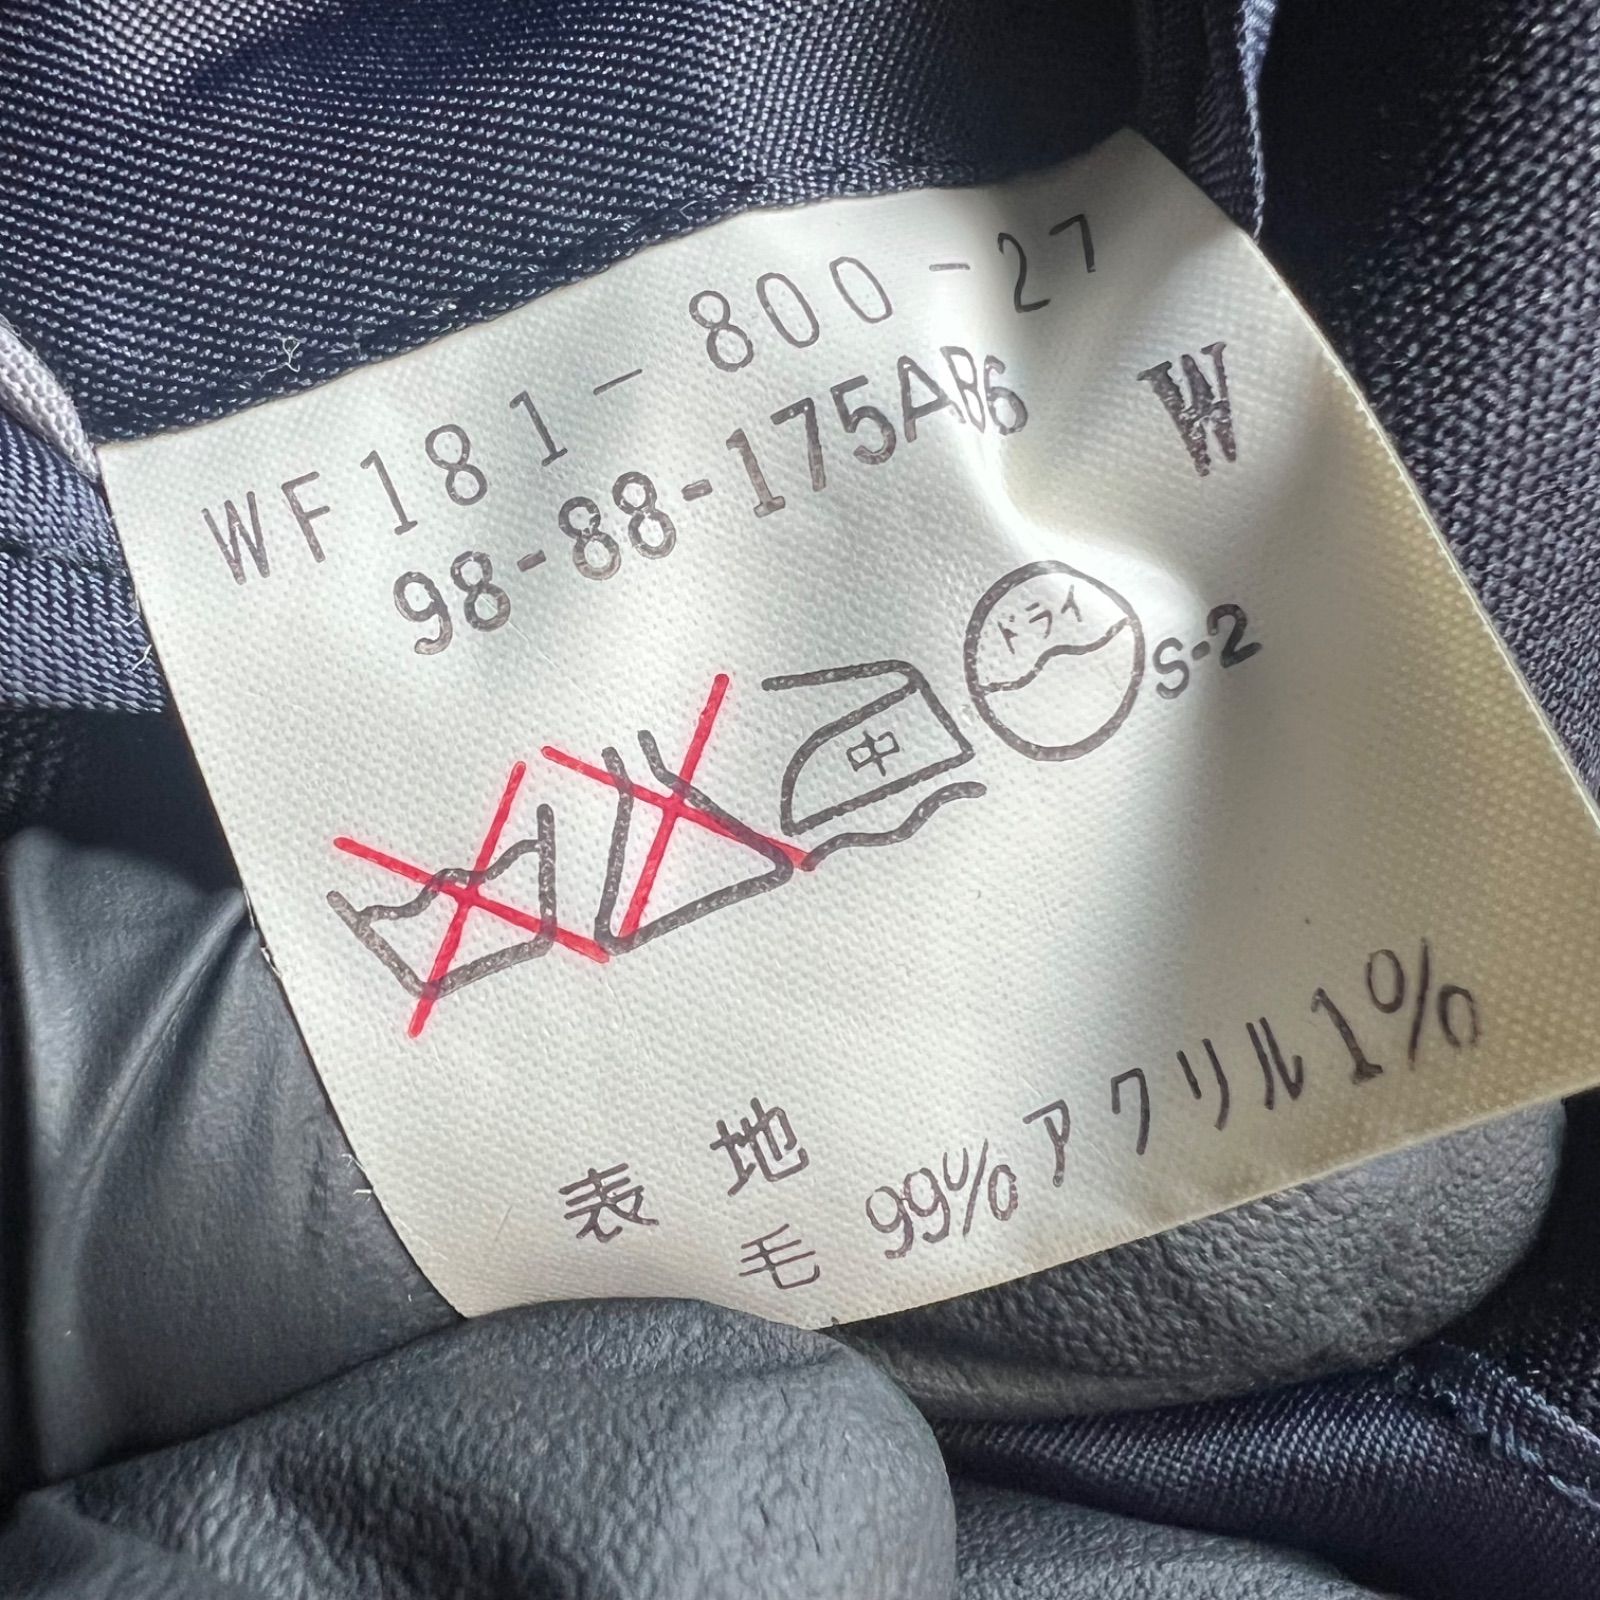 WF181-800-27
98-88-175AB6 W
中
ドライ
S-2
表地
毛 99% アクリル1%